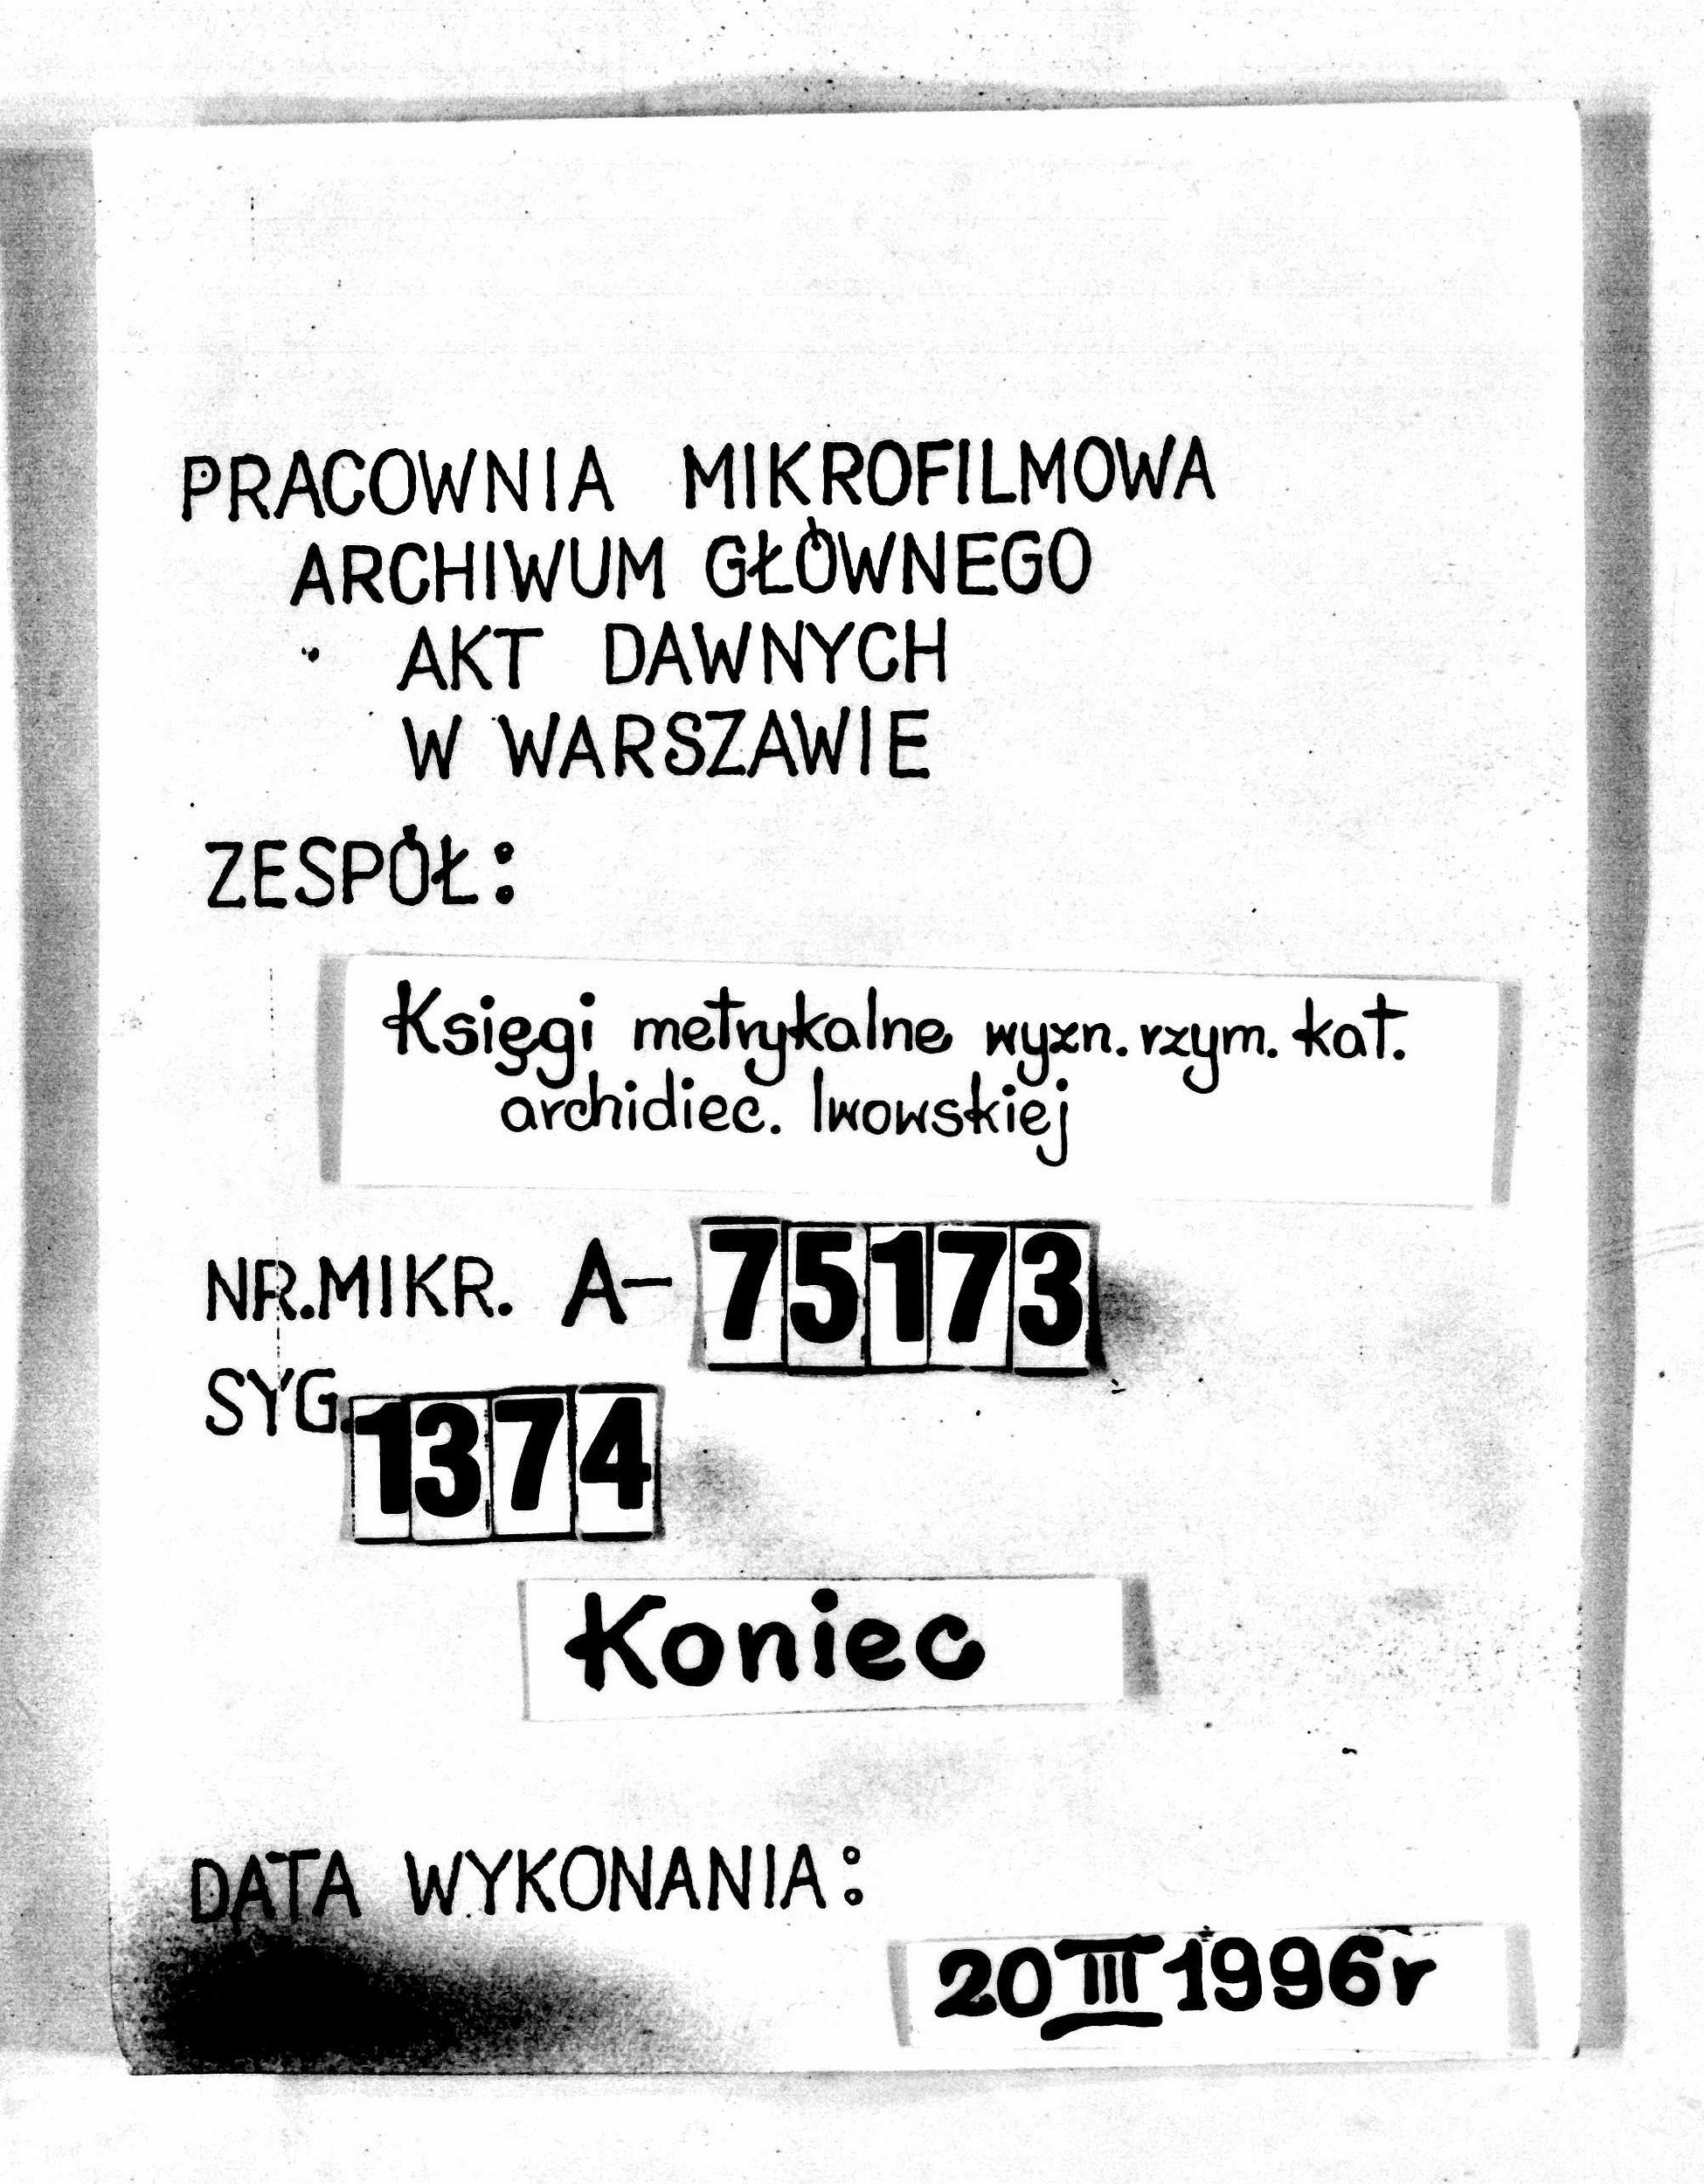 PRACOWNIA MIKROFILMOWA
ARCHIWUM GŁÓWNEGO
AKT DAWNYCH
W WARSZAWIE
ZESPÓŁ:
Księgi metrykalne wyzn. rzym. kat.
archidiec. lwowskiej
NR. MIKR. A- 75173
SYG. 1374
Koniec
DATA WYKONANIA:
20 III 1996r